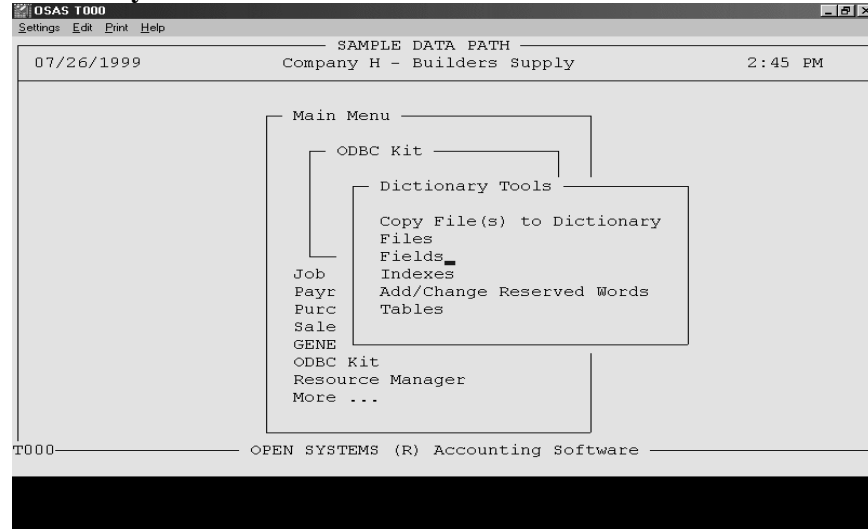 OSAS T000
Settings Edit Print Help
SAMPLE DATA PATH
07/26/1999 Company H - Builders Supply 2:45 PM
Main Menu
ODBC Kit
Dictionary Tools
Copy File(s) to Dictionary
Files
Fields
Job Indexes
Payr Add/Change Reserved Words
Purc Tables
Sale
GENE
ODBC Kit
Resource Manager
More ...
T000 OPEN SYSTEMS (R) Accounting Software